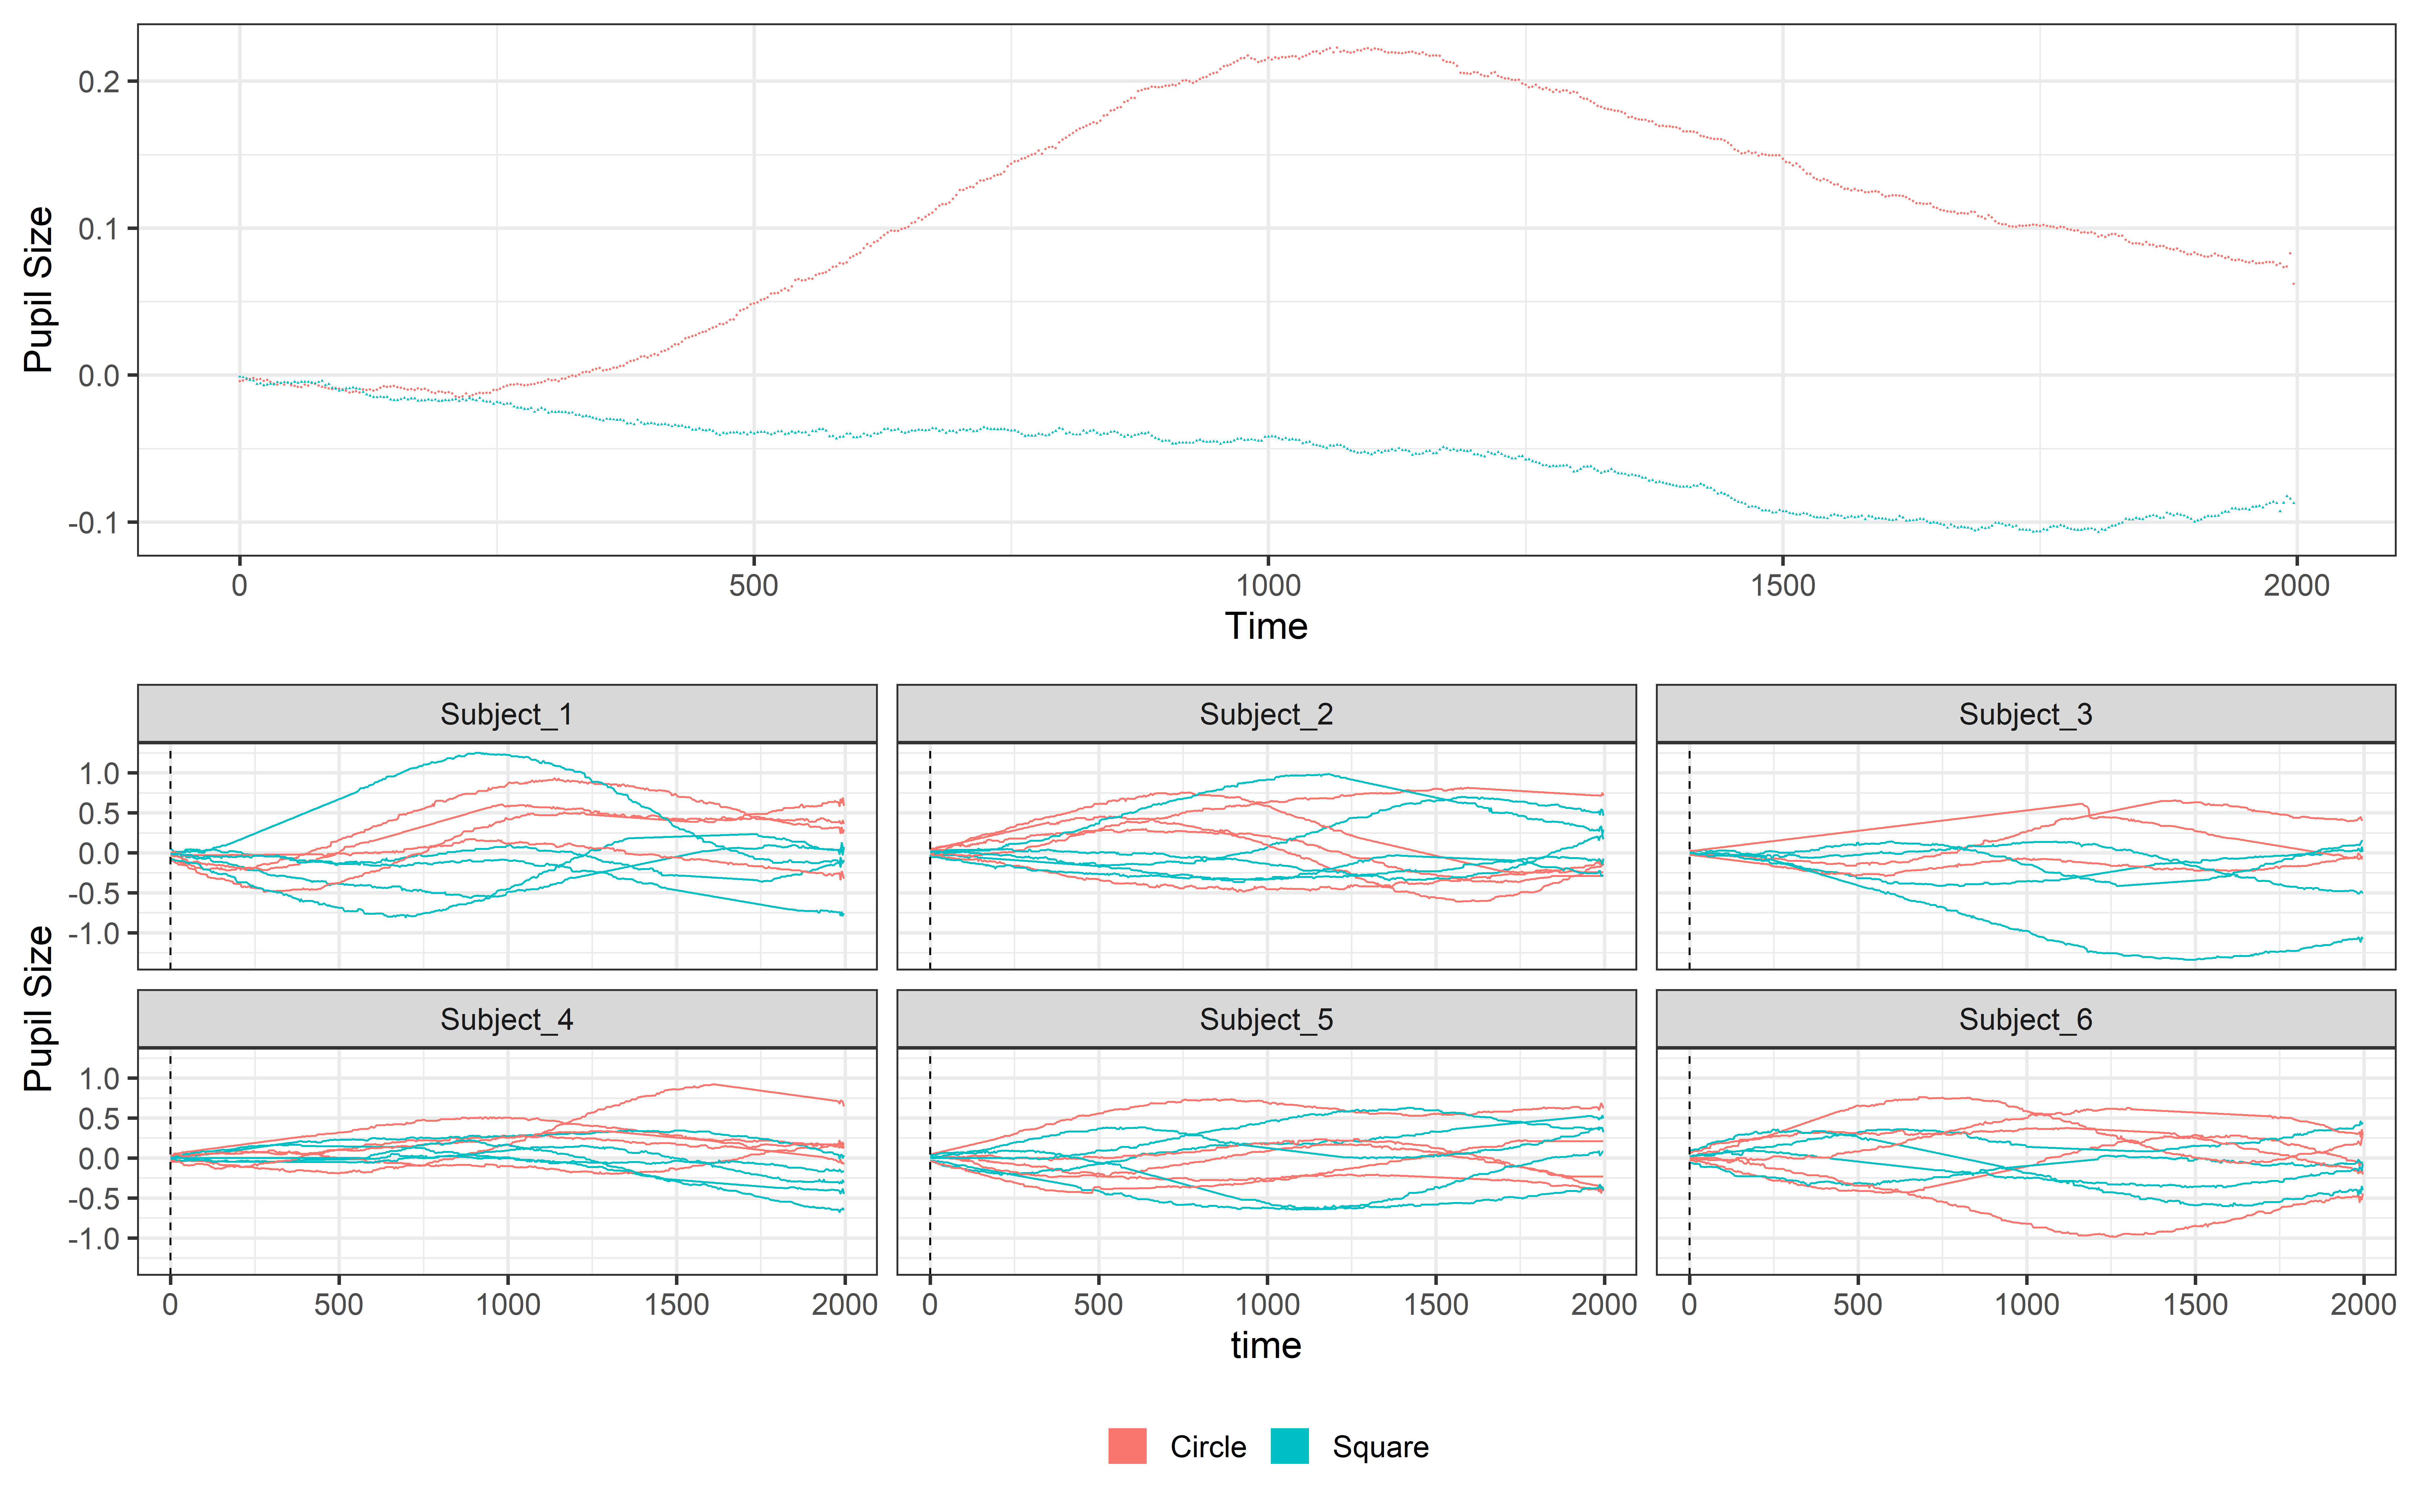 Pupil Size
0.2
0.1
0.0
-0.1
0 500 1000 1500 2000
Time
Subject_1 Subject_2 Subject_3
Pupil Size
1.0
0.5
0.0
-0.5
-1.0
Subject_4 Subject_5 Subject_6
1.0
0.5
0.0
-0.5
-1.0
0 500 1000 1500 2000 0 500 1000 1500 2000 0 500 1000 1500 2000
time
Circle Square